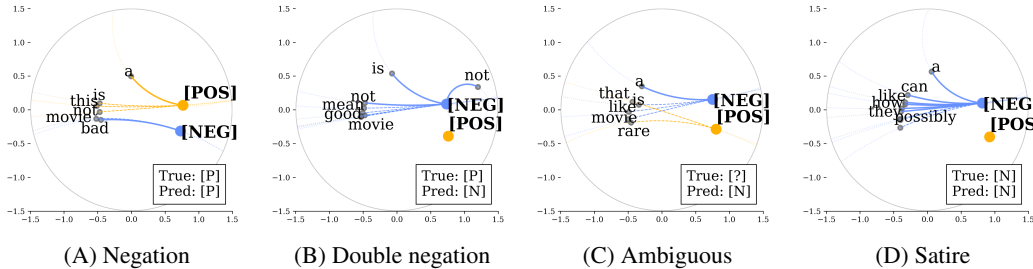 1.5
1.0
0.5
0.0
−0.5
−1.0
−1.5
−1.5 −1.0 −0.5 0.0 0.5 1.0 1.5
a
is
this
not
movie
bad
[POS]
[NEG]
True: [P]
Pred: [P]
(A) Negation
1.5
1.0
0.5
0.0
−0.5
−1.0
−1.5
−1.5 −1.0 −0.5 0.0 0.5 1.0 1.5
is
not
not
mean
good
movie
[NEG]
[POS]
True: [P]
Pred: [N]
(B) Double negation
1.5
1.0
0.5
0.0
−0.5
−1.0
−1.5
−1.5 −1.0 −0.5 0.0 0.5 1.0 1.5
a
that
is
like
movie
rare
[NEG]
[POS]
True: [?]
Pred: [N]
(C) Ambiguous
1.5
1.0
0.5
0.0
−0.5
−1.0
−1.5
−1.5 −1.0 −0.5 0.0 0.5 1.0 1.5
a
can
like
how
they
possibly
[NEG
[POS
True: [N]
Pred: [N]
(D) Satire